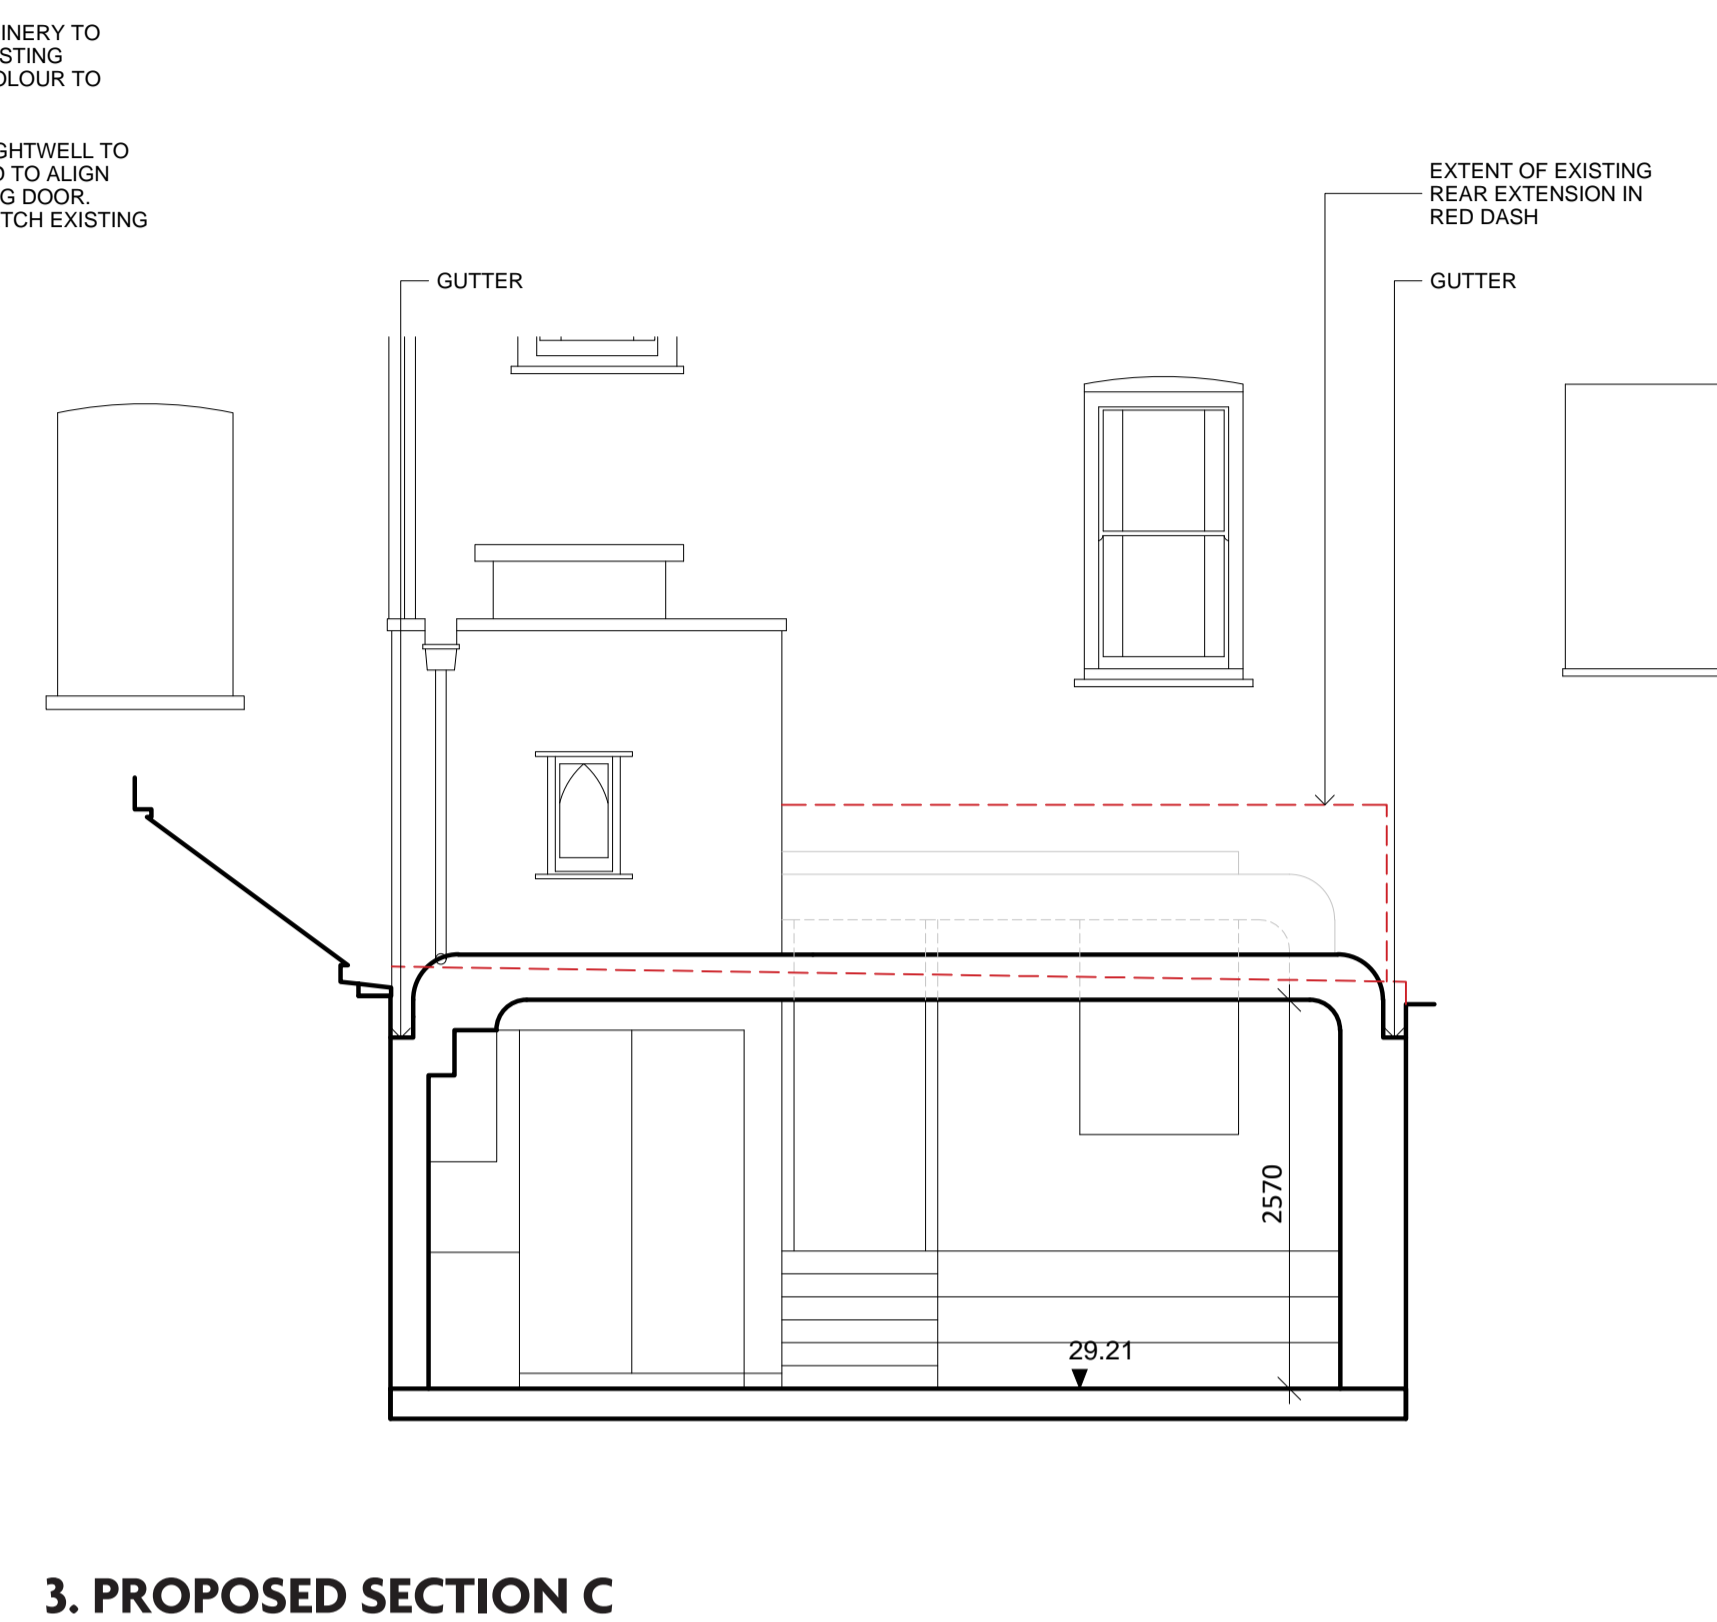 INERY TO
STING
OLOUR TO
GHTWELL TO
D TO ALIGN
G DOOR.
TCH EXISTING
EXTENT OF EXISTING
REAR EXTENSION IN
RED DASH
GUTTER
GUTTER
2570
29.21
3. PROPOSED SECTION C